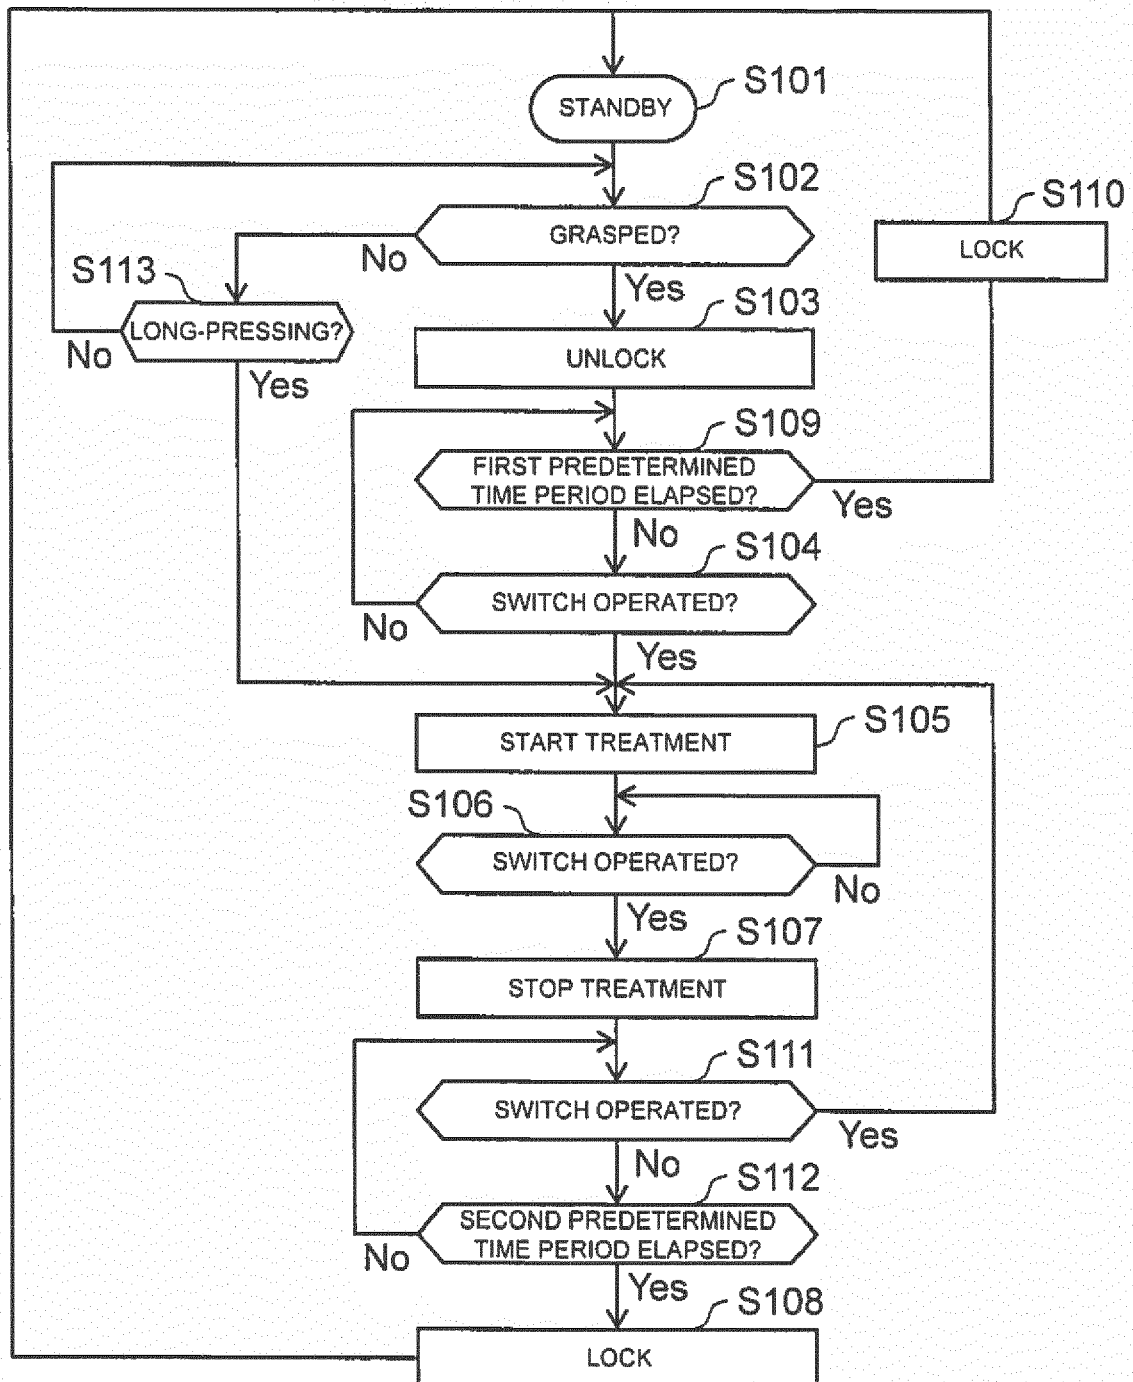 S101
STANDBY
S102
GRASPED?
No
Yes
S110
LOCK
S113
LONG-PRESSING?
No
Yes
S103
UNLOCK
S109
FIRST PREDETERMINED
TIME PERIOD ELAPSED?
Yes
No
S104
SWITCH OPERATED?
No
Yes
S105
START TREATMENT
S106
SWITCH OPERATED?
No
Yes
S107
STOP TREATMENT
S111
SWITCH OPERATED?
Yes
No
S112
SECOND PREDETERMINED
TIME PERIOD ELAPSED?
No
Yes
S108
LOCK